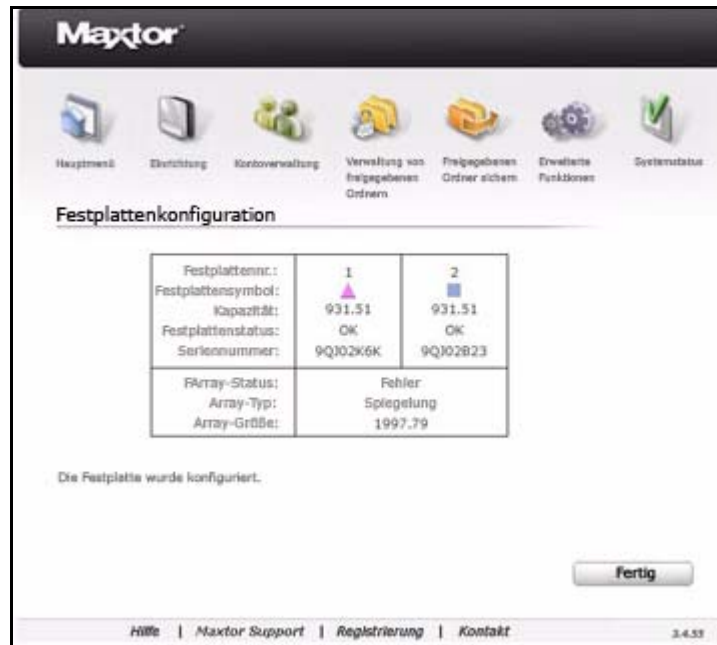 Maxtor
Hauptmenü
Einrichtung
Kontoverwaltung
Verwaltung von freigegebenen Ordnern
Freigegebenen Ordner sichern
Erweiterte Funktionen
Systemstatus
Festplattenkonfiguration
Festplattennr.: 1 2
Festplattensymbol:
Kapazität: 931.51 931.51
Festplattenstatus: OK OK
Seriennummer: 9QJ02K6K 9QJ02B23
FArray-Status: Fehler
Array-Typ: Spiegelung
Array-Größe: 1997.79
Die Festplatte wurde konfiguriert.
Fertig
Hilfe | Maxtor Support | Registrierung | Kontakt
3.4.53